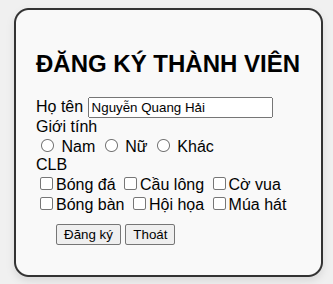 ĐĂNG KÝ THÀNH VIÊN
Họ tên Nguyễn Quang Hải
Giới tính
Nam Nữ Khác
CLB
Bóng đá Cầu lông Cờ vua
Bóng bàn Hội họa Múa hát
Đăng ký Thoát